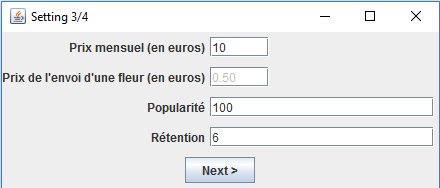 Setting 3/4
Prix mensuel (en euros) 10
Prix de l'envoi d'une fleur (en euros) 0.50
Popularité 100
Rétention 6
Next >